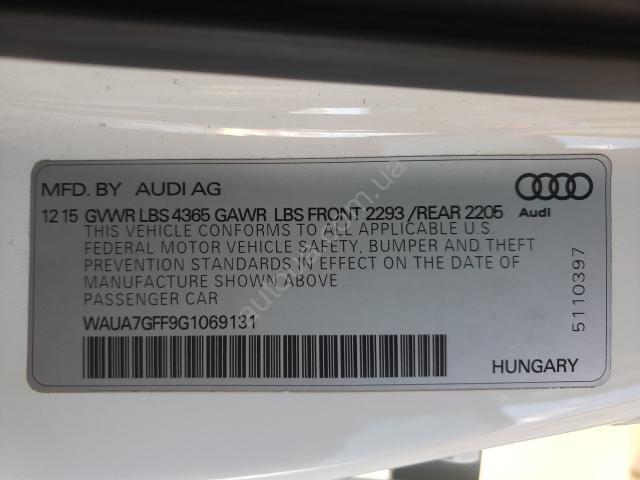 MFD. BY AUDI AG
12 15 GVWR LBS 4365 GAWR LBS FRONT 2293 /REAR 2205
Audi
THIS VEHICLE CONFORMS TO ALL APPLICABLE U.S.
FEDERAL MOTOR VEHICLE SAFETY, BUMPER AND THEFT
PREVENTION STANDARDS IN EFFECT ON THE DATE OF
MANUFACTURE SHOWN ABOVE
PASSENGER CAR
5110397
WAUA7GFF9G1069131
HUNGARY